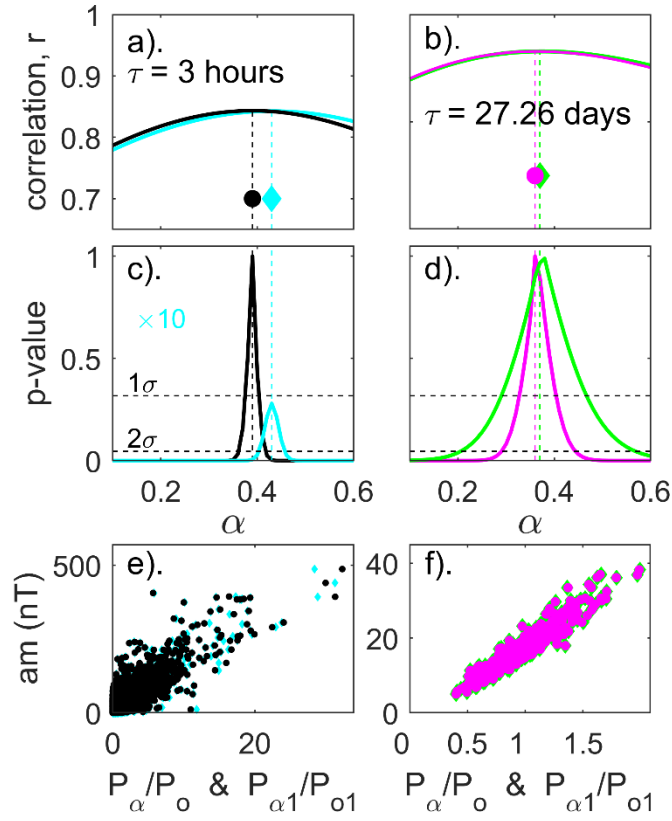 a).
τ = 3 hours
b).
τ = 27.26 days
correlation, r
1
0.9
0.8
0.7
c).
×10
d).
p-value
1
0.5
0
1σ
2σ
0.2
0.4
0.6
0.2
0.4
0.6
α
α
e).
f).
am (nT)
500
0
0
20
40
20
0
0
0.5
1
1.5
P_α/P_o & P_α1/P_o1
P_α/P_o & P_α1/P_o1